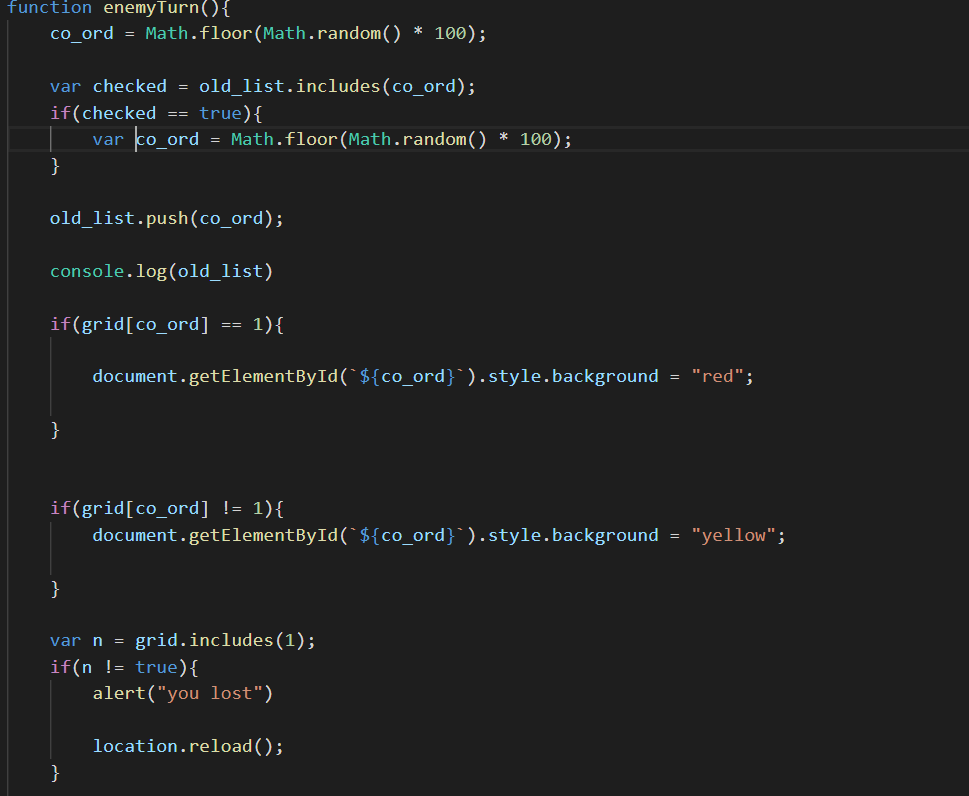 function enemyTurn(){
    co_ord = Math.floor(Math.random() * 100);
    var checked = old_list.includes(co_ord);
    if(checked == true){
        var co_ord = Math.floor(Math.random() * 100);
    }
    old_list.push(co_ord);
    console.log(old_list)
    if(grid[co_ord] == 1){
        document.getElementById(`${co_ord}`).style.background = "red";
    }
    if(grid[co_ord] != 1){
        document.getElementById(`${co_ord}`).style.background = "yellow";
    }
    var n = grid.includes(1);
    if(n != true){
        alert("you lost")
        location.reload();
    }